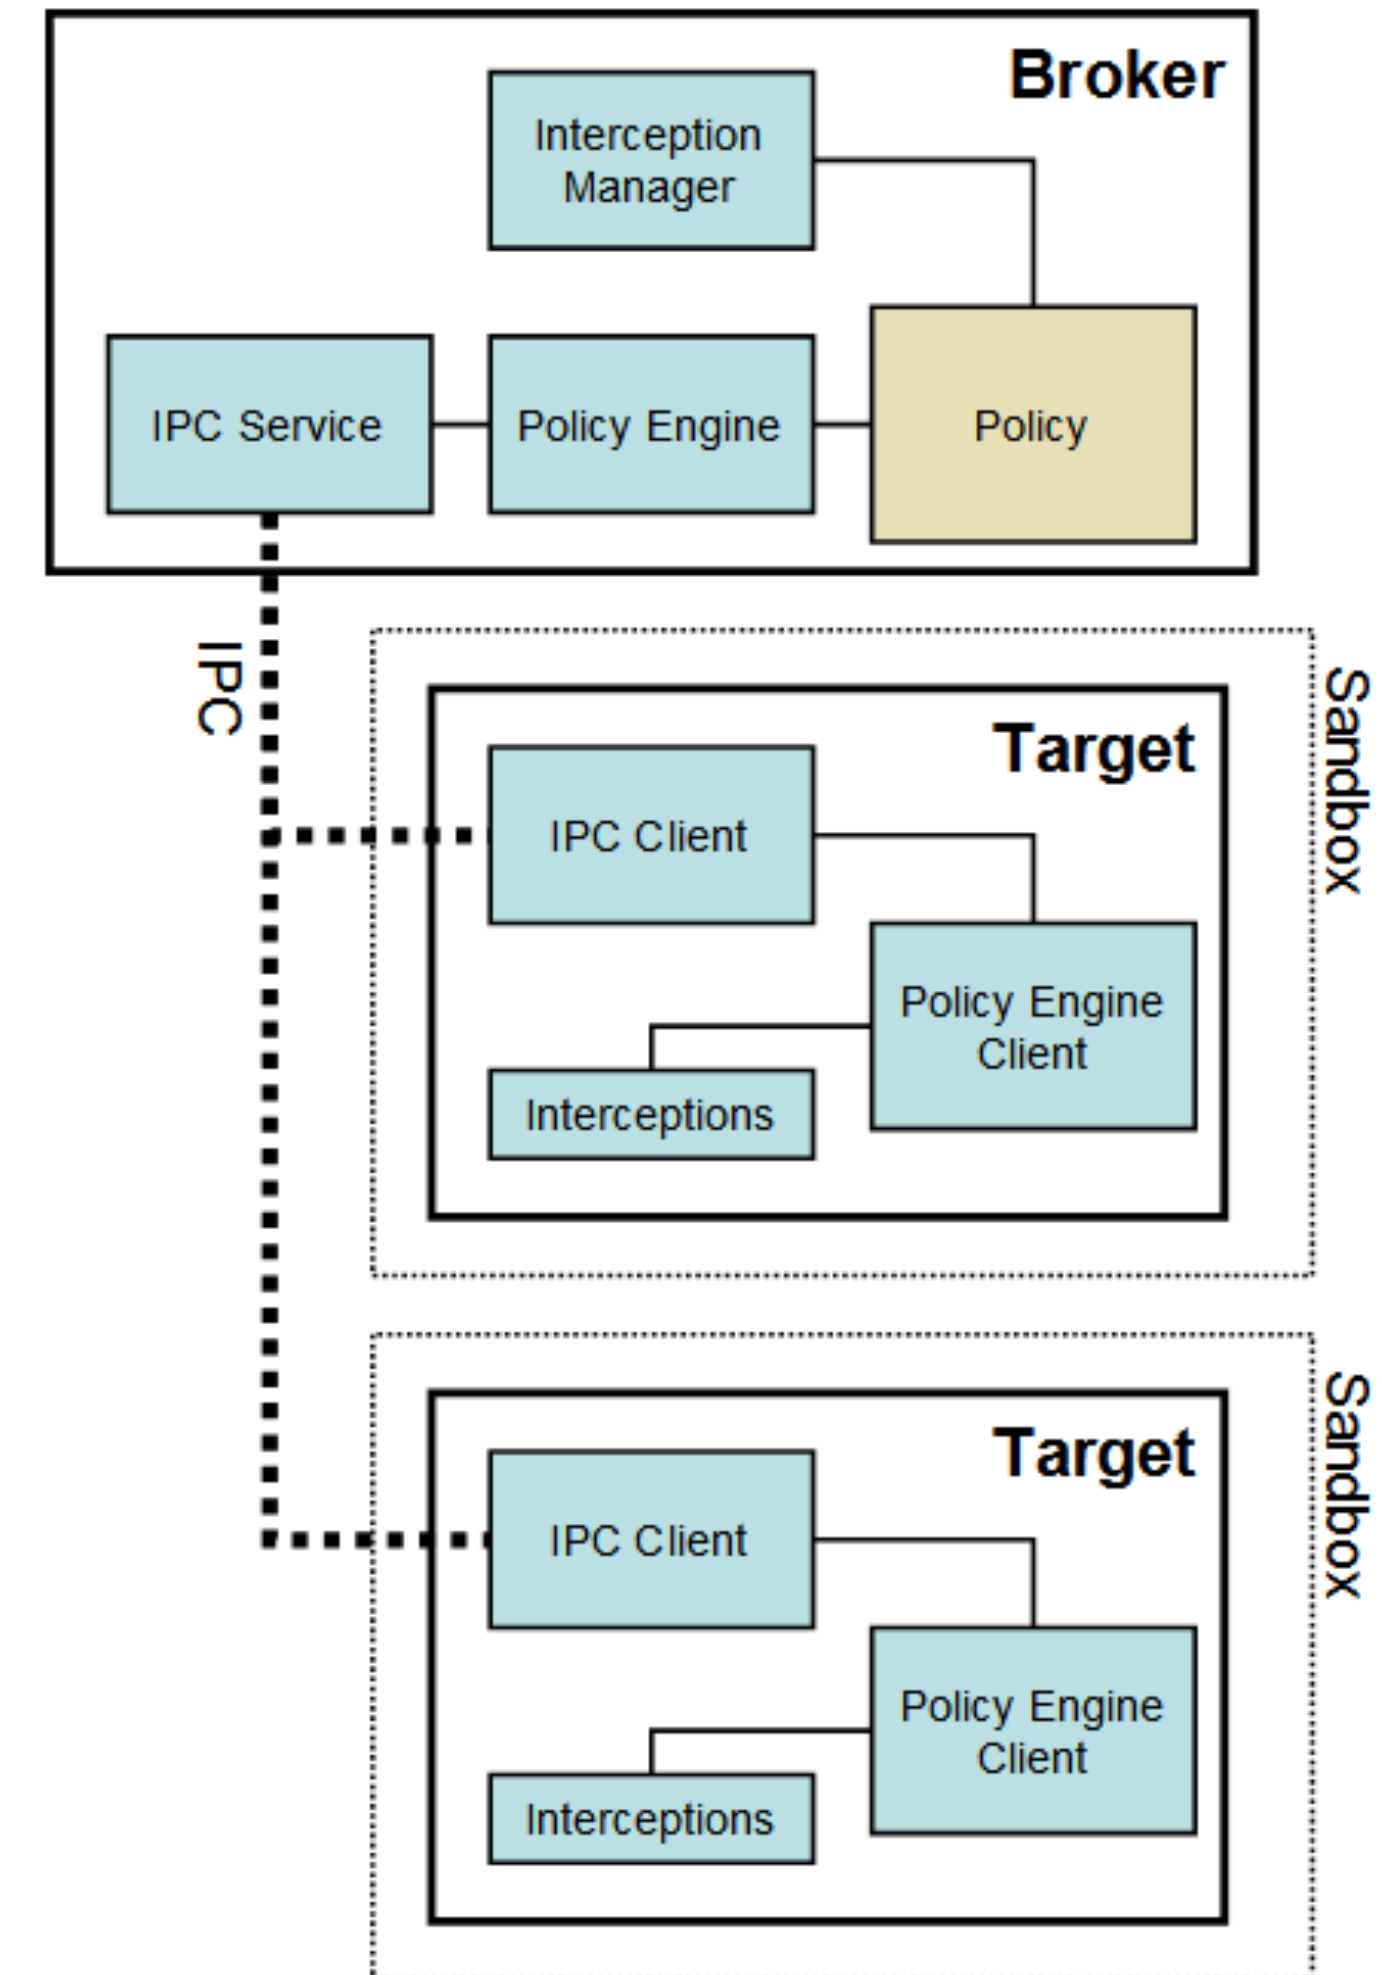 Broker
Interception
Manager
IPC Service
Policy Engine
Policy
IPC
Sandbox
Target
IPC Client
Policy Engine
Client
Interceptions
Sandbox
Target
IPC Client
Policy Engine
Client
Interceptions